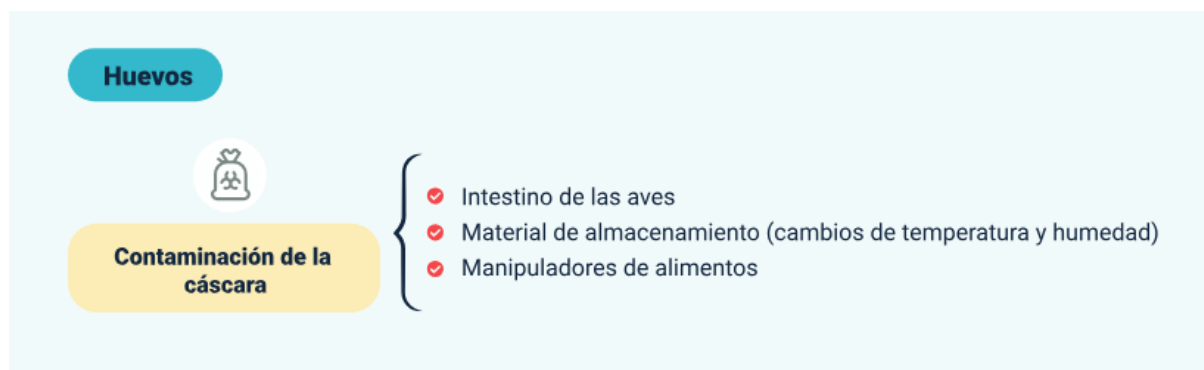 Huevos
Contaminación de la
cáscara
Intestino de las aves
Material de almacenamiento (cambios de temperatura y humedad)
Manipuladores de alimentos